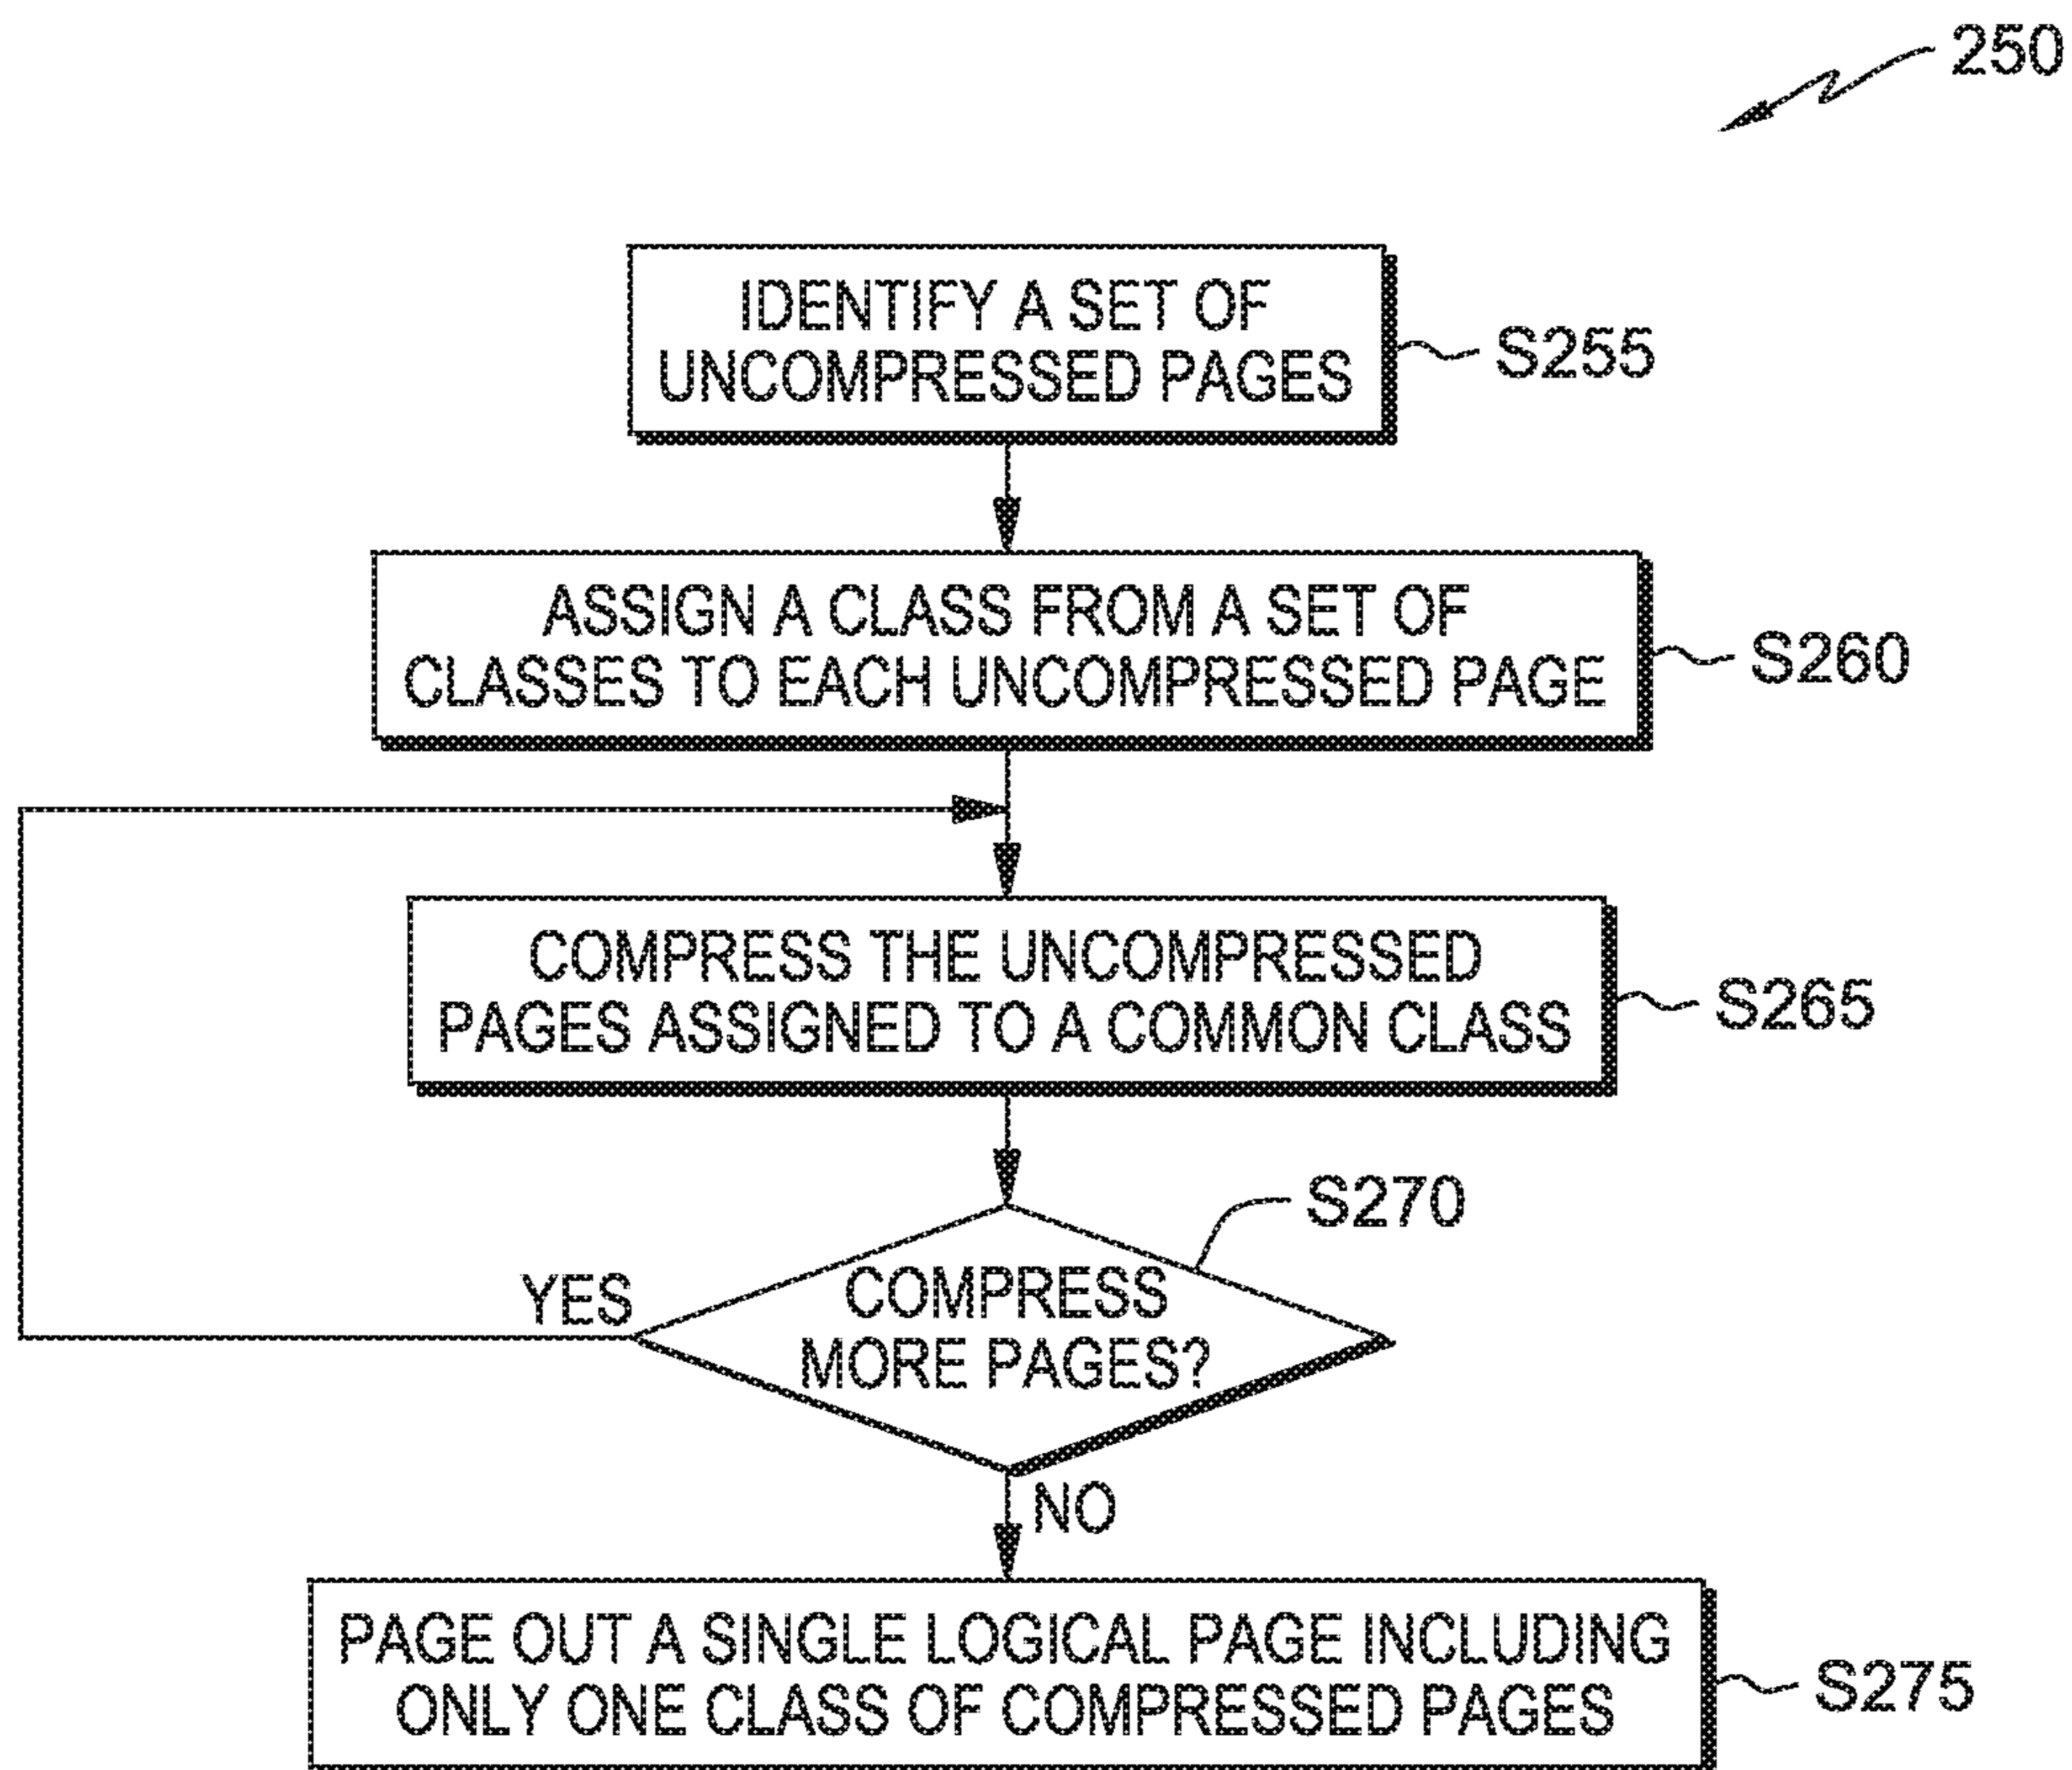 250
IDENTIFY A SET OF
UNCOMPRESSED PAGES
S255
ASSIGN A CLASS FROM A SET OF
CLASSES TO EACH UNCOMPRESSED PAGE
S260
COMPRESS THE UNCOMPRESSED
PAGES ASSIGNED TO A COMMON CLASS
S265
S270
YES
COMPRESS
MORE PAGES?
NO
PAGE OUT A SINGLE LOGICAL PAGE INCLUDING
ONLY ONE CLASS OF COMPRESSED PAGES
S275